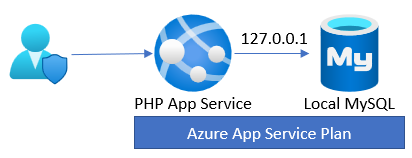 127.0.0.1
My
PHP App Service
Local MySQL
Azure App Service Plan